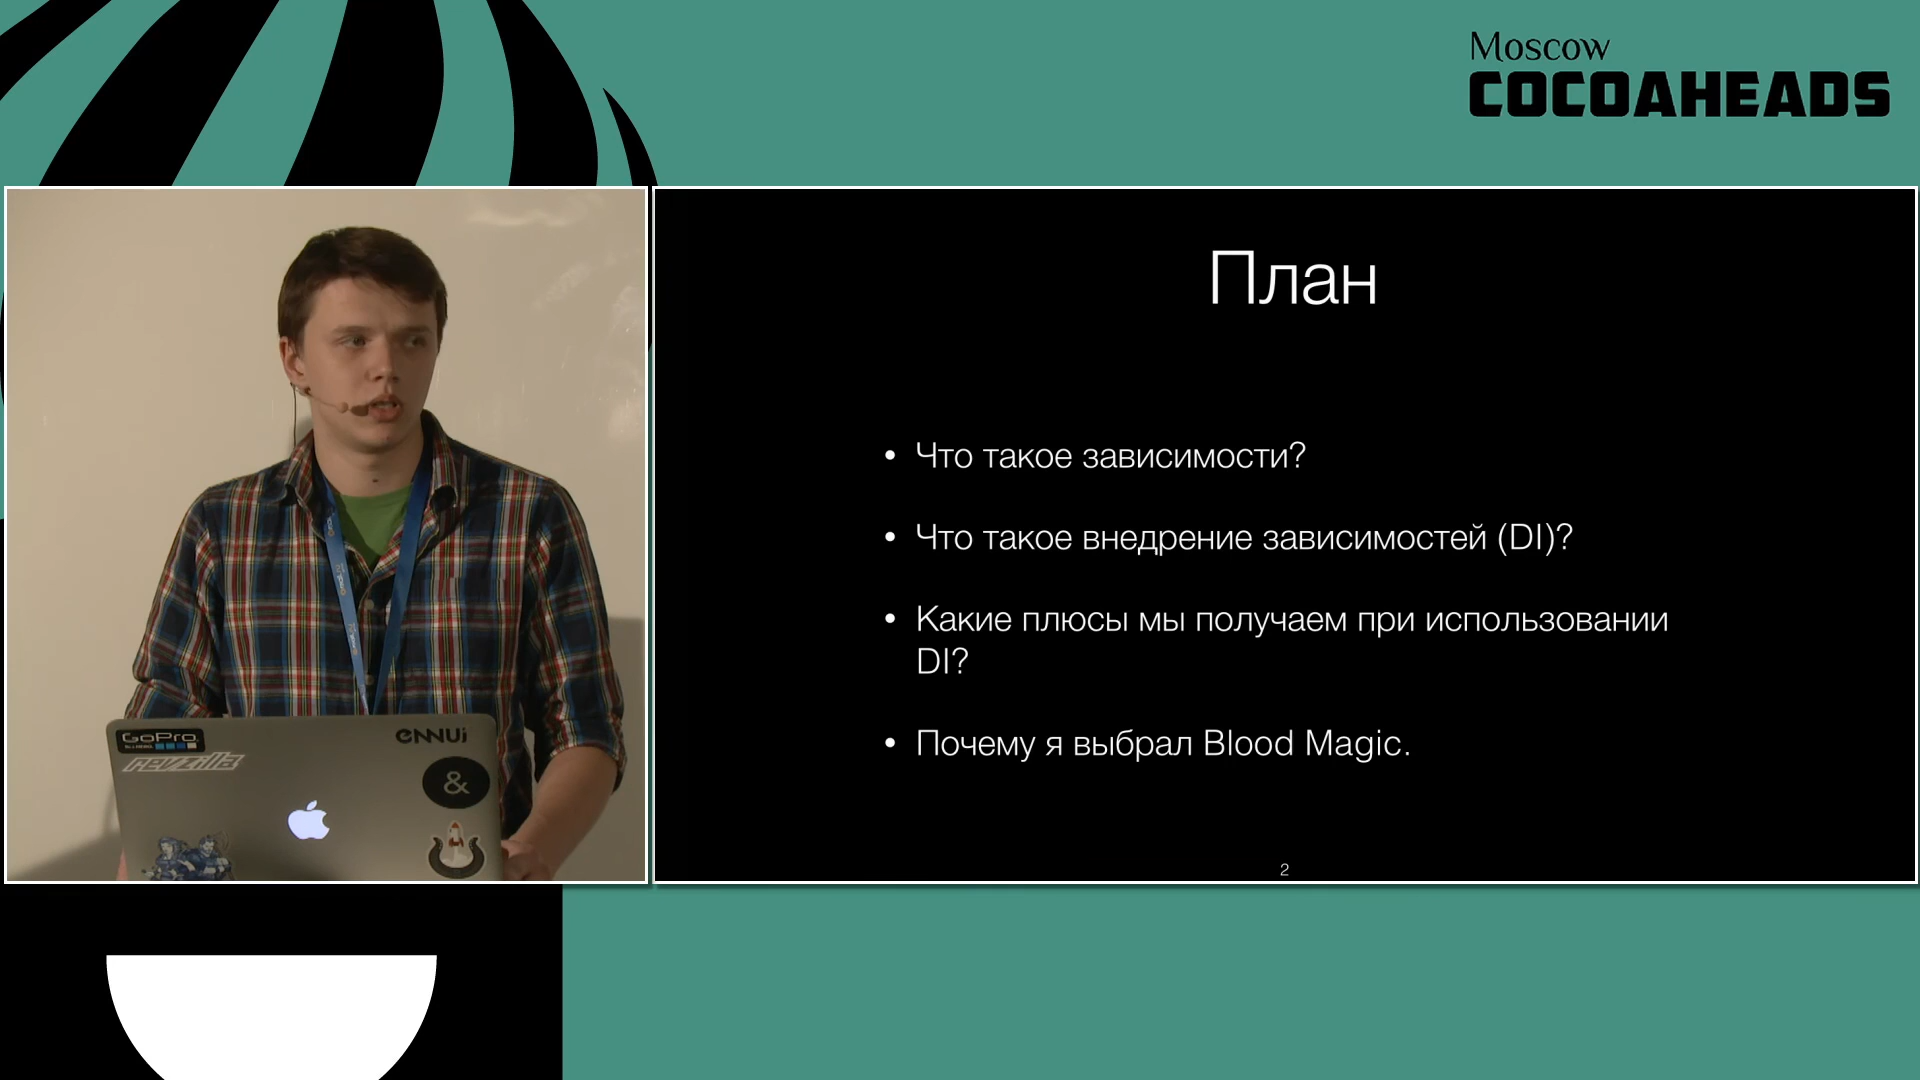 Moscow
COCOAHEADS
План
• Что такое зависимости?
• Что такое внедрение зависимостей (DI)?
• Какие плюсы мы получаем при использовании
DI?
• Почему я выбрал Blood Magic.
2
GoPro
revzilla
ennui
&